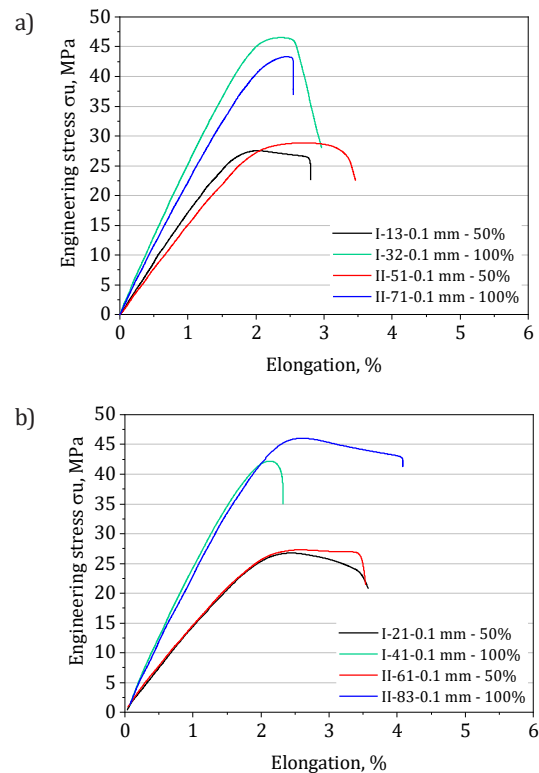 a)
50
45
40
35
30
25
20
15
10
5
0
Engineering stress σu, MPa
I-13-0.1 mm - 50%
I-32-0.1 mm - 100%
II-51-0.1 mm - 50%
II-71-0.1 mm - 100%
0 1 2 3 4 5 6
Elongation, %
b)
50
45
40
35
30
25
20
15
10
5
0
Engineering stress σu, MPa
I-21-0.1 mm - 50%
I-41-0.1 mm - 100%
II-61-0.1 mm - 50%
II-83-0.1 mm - 100%
0 1 2 3 4 5 6
Elongation, %